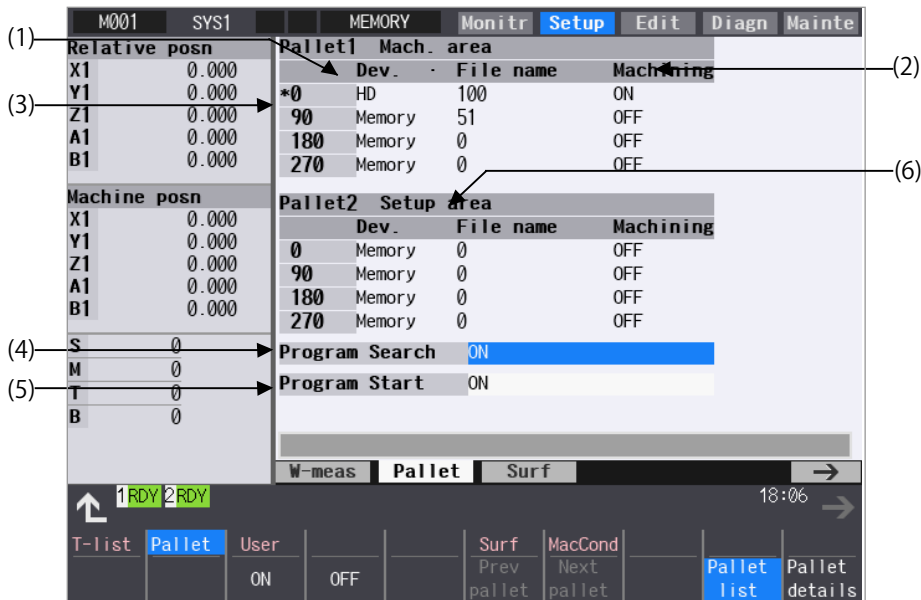 M001 SYS1 MEMORY Monitr Setup Edit Diagn Mainte
(1)
(2)
(3)
(4)
(5)
(6)
Relative posn
X1 0.000
Y1 0.000
Z1 0.000
A1 0.000
B1 0.000
Machine posn
X1 0.000
Y1 0.000
Z1 0.000
A1 0.000
B1 0.000
S 0
M 0
T 0
B 0
Pallet1 Mach. area
Dev. · File name Machining
*0 HD 100 ON
90 Memory 51 OFF
180 Memory 0 OFF
270 Memory 0 OFF
Pallet2 Setup area
Dev. File name Machining
0 Memory 0 OFF
90 Memory 0 OFF
180 Memory 0 OFF
270 Memory 0 OFF
Program Search ON
Program Start ON
W-meas Pallet Surf →
1 RDY 2 RDY 18:06
T-list Pallet User Surf MacCond
ON OFF Prev pallet Next pallet Pallet list Pallet details